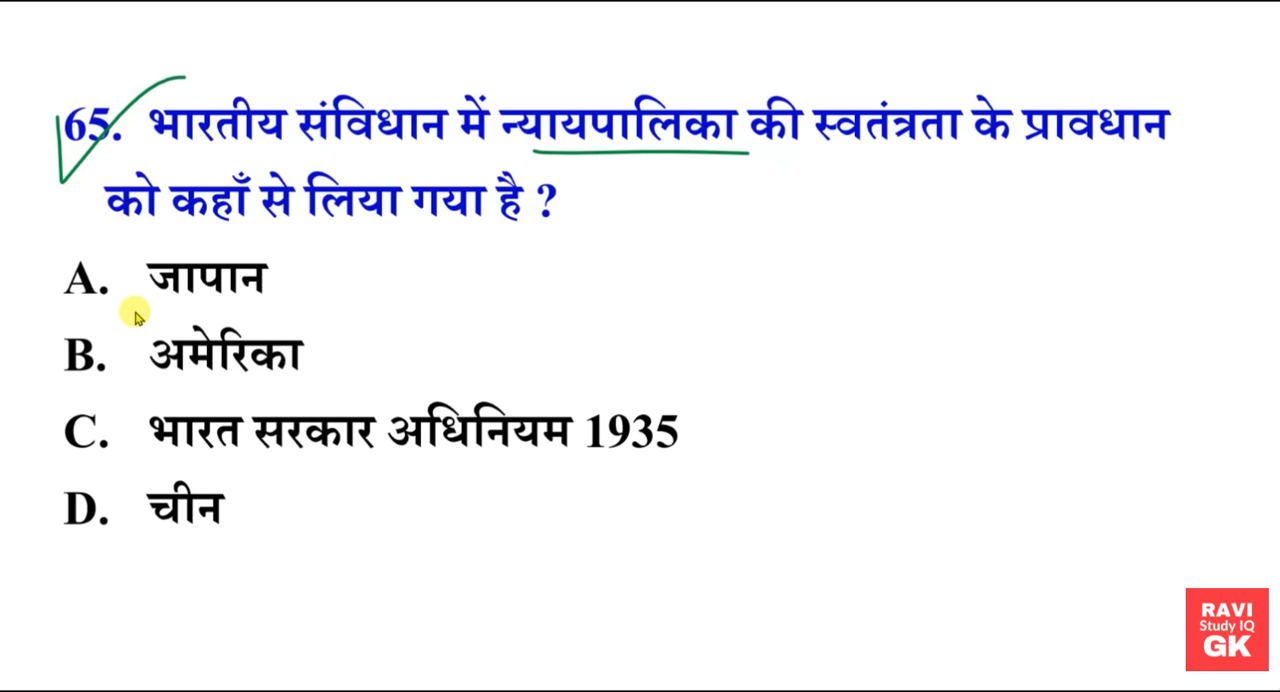 65. भारतीय संविधान में न्यायपालिका की स्वतंत्रता के प्रावधान
को कहाँ से लिया गया है ?
A. जापान
B. अमेरिका
C. भारत सरकार अधिनियम 1935
D. चीन
RAVI
Study IQ
GK